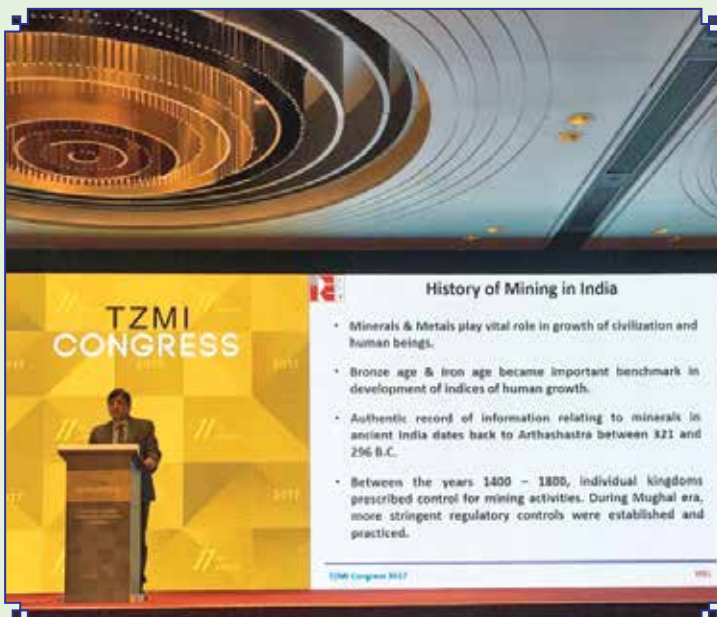 TZMI
CONGRESS
2017
History of Mining in India
• Minerals & Metals play vital role in growth of civilization and
human beings.
• Bronze age & Iron age became important benchmark in
development of indices of human growth.
• Authentic record of information relating to minerals in
ancient India dates back to Arthashastra between 321 and
296 B.C.
• Between the years 1400 – 1800, individual kingdoms
prescribed control for mining activities. During Mughal era,
more stringent regulatory controls were established and
practiced.
TZMI Congress 2017